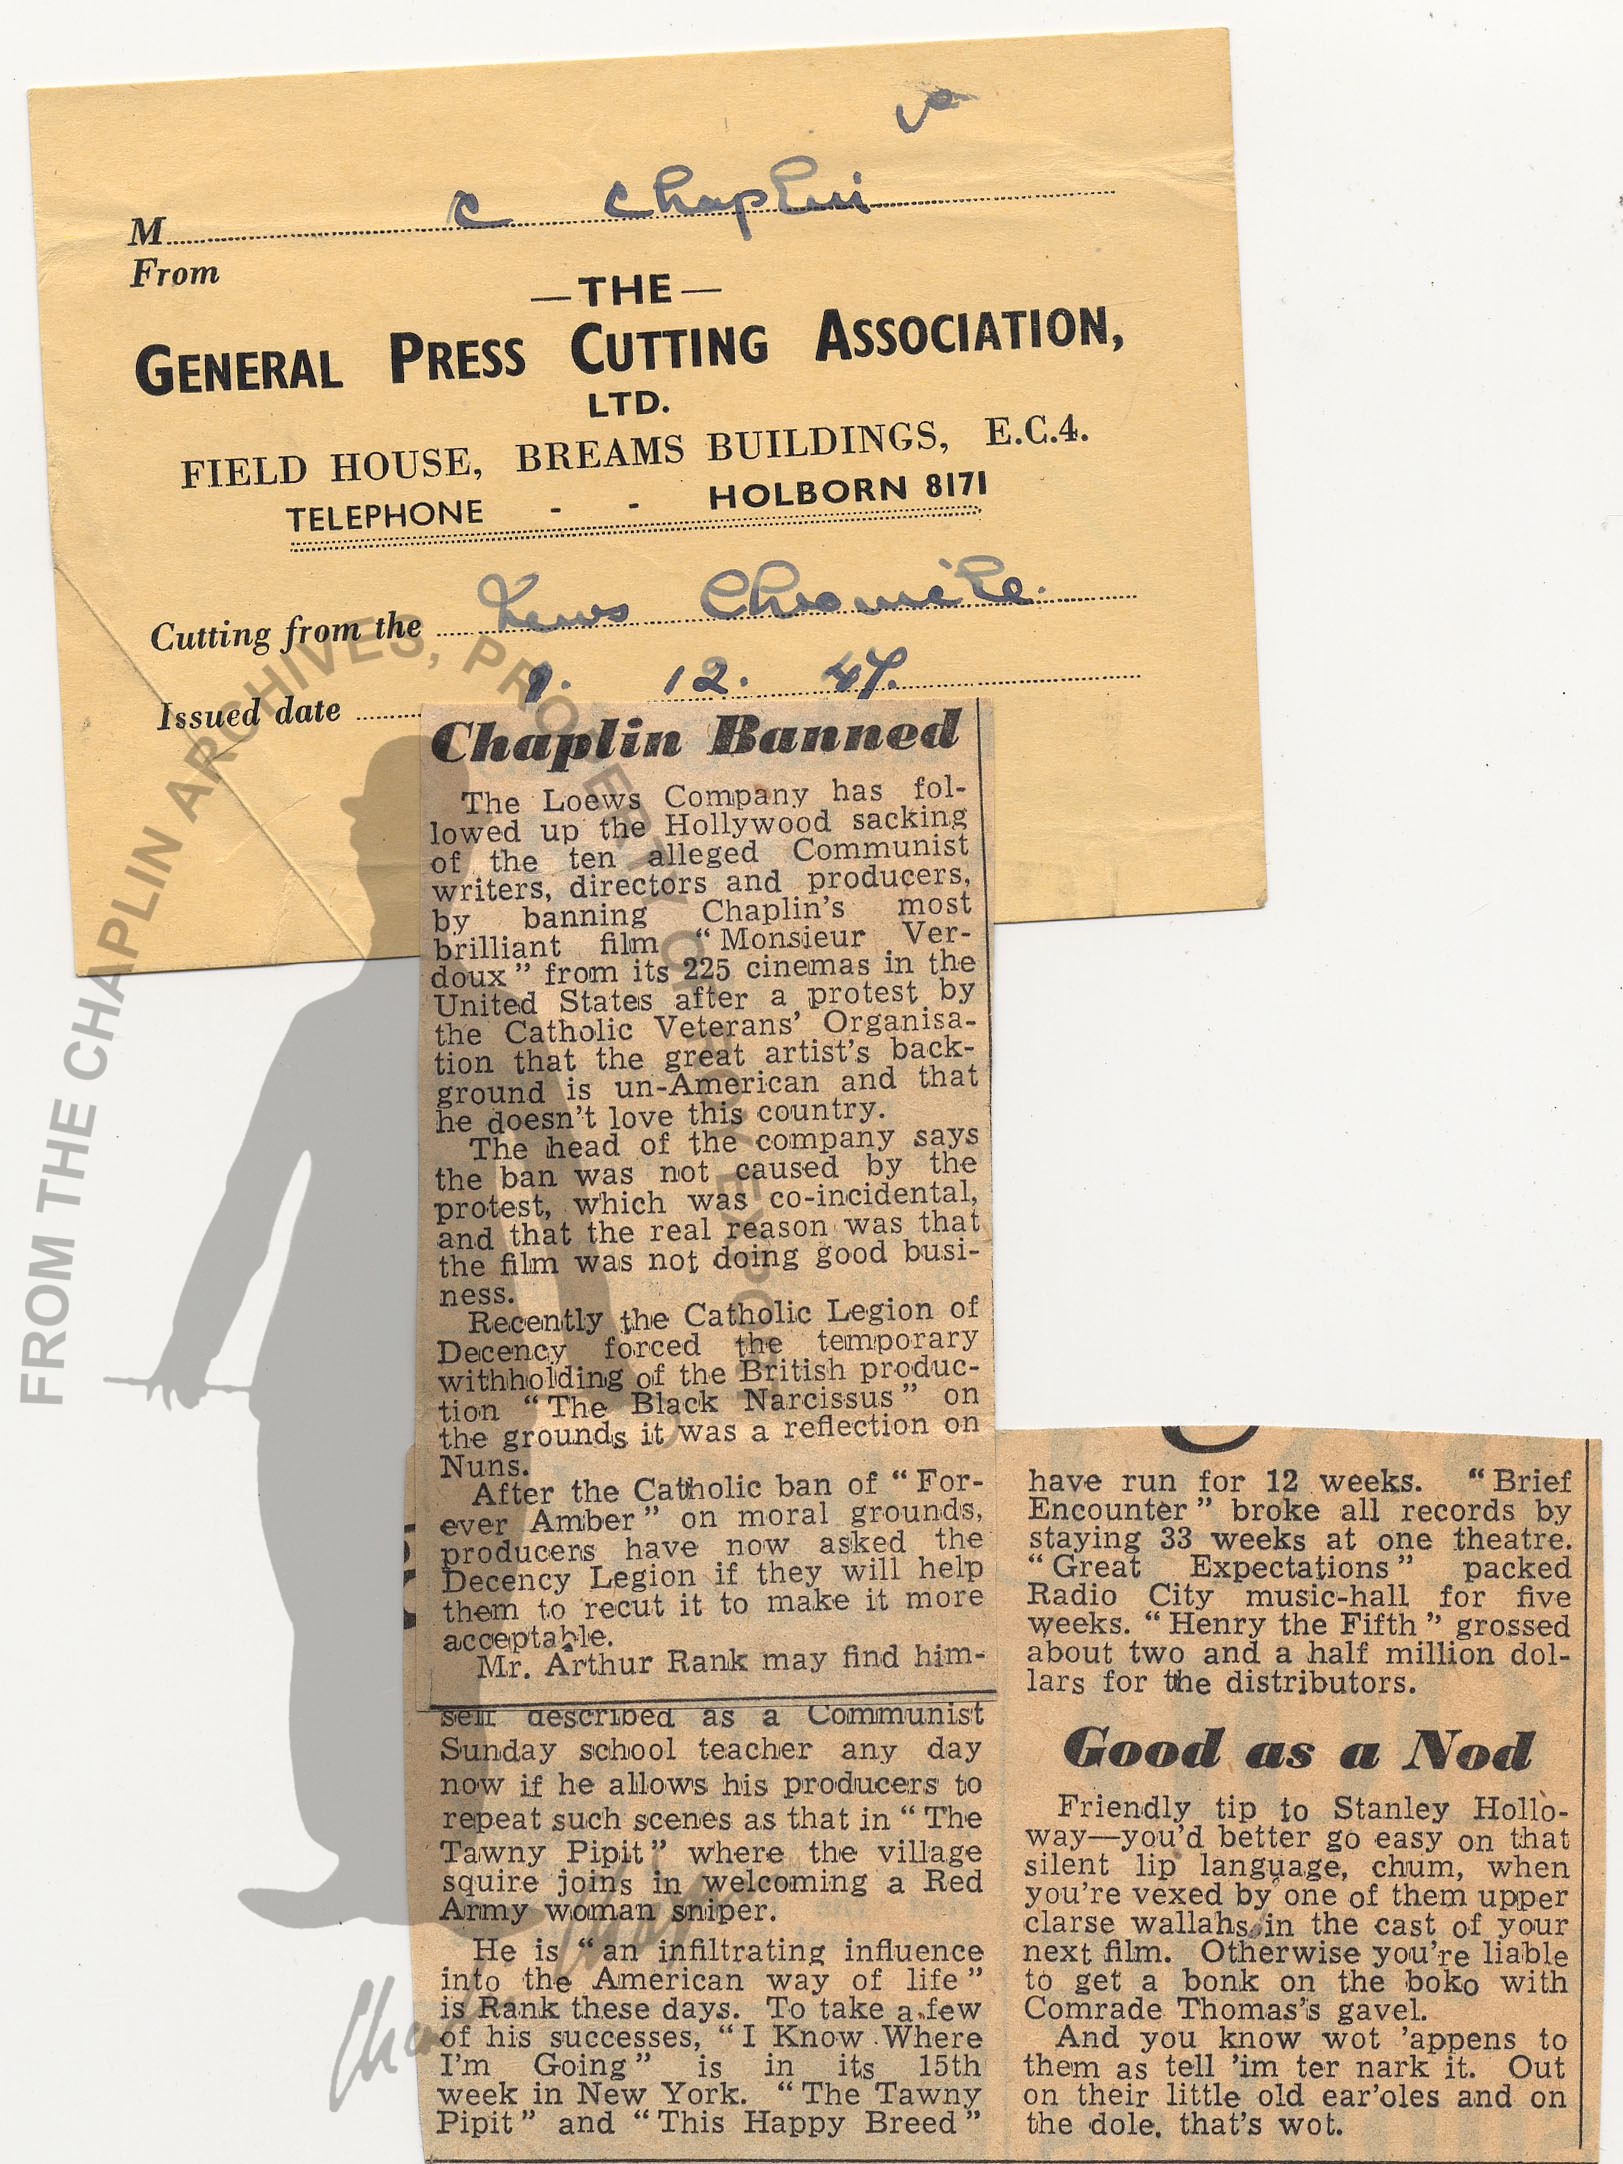 M C Chaplin
From
—THE—
GENERAL PRESS CUTTING ASSOCIATION,
LTD.
FIELD HOUSE, BREAMS BUILDINGS, E.C.4.
TELEPHONE - - HOLBORN 8171
Cutting from the News Chronicle.
Issued date 9. 12. 47.
Chaplin Banned
The Loews Company has fol-
lowed up the Hollywood sacking
of the ten alleged Communist
writers, directors and producers,
by banning Chaplin's most
brilliant film "Monsieur Ver-
doux" from its 225 cinemas in the
United States after a protest by
the Catholic Veterans' Organisa-
tion that the great artist's back-
ground is un-American and that
he doesn't love this country.
The head of the company says
the ban was not caused by the
protest, which was co-incidental,
and that the real reason was that
the film was not doing good busi-
ness.
Recently the Catholic Legion of
Decency forced the temporary
withholding of the British produc-
tion "The Black Narcissus" on
the grounds it was a reflection on
Nuns.
After the Catholic ban of "For-
ever Amber" on moral grounds,
producers have now asked the
Decency Legion if they will help
them to recut it to make it more
acceptable.
Mr. Arthur Rank may find him-
self described as a Communist
Sunday school teacher any day
now if he allows his producers to
repeat such scenes as that in "The
Tawny Pipit" where the village
squire joins in welcoming a Red
Army woman sniper.
He is "an infiltrating influence
into the American way of life"
is Rank these days. To take a few
of his successes, "I Know Where
I'm Going" is in its 15th
week in New York. "The Tawny
Pipit" and "This Happy Breed"
have run for 12 weeks. "Brief
Encounter" broke all records by
staying 33 weeks at one theatre.
"Great Expectations" packed
Radio City music-hall for five
weeks. "Henry the Fifth" grossed
about two and a half million dol-
lars for the distributors.
Good as a Nod
Friendly tip to Stanley Hollo-
way—you'd better go easy on that
silent lip language, chum, when
you're vexed by one of them upper
clarse wallahs in the cast of your
next film. Otherwise you're liable
to get a bonk on the boko with
Comrade Thomas's gavel.
And you know wot 'appens to
them as tell 'im ter nark it. Out
on their little old ear'oles and on
the dole, that's wot.
FROM THE CHAPLIN ARCHIVES, PROPERTY OF ROY EXPORT